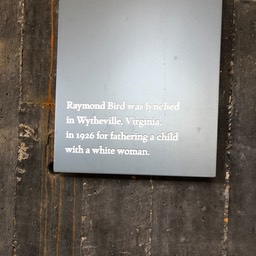 Raymond Bird was lynched
in Wytheville, Virginia,
in 1926 for fathering a child
with a white woman.